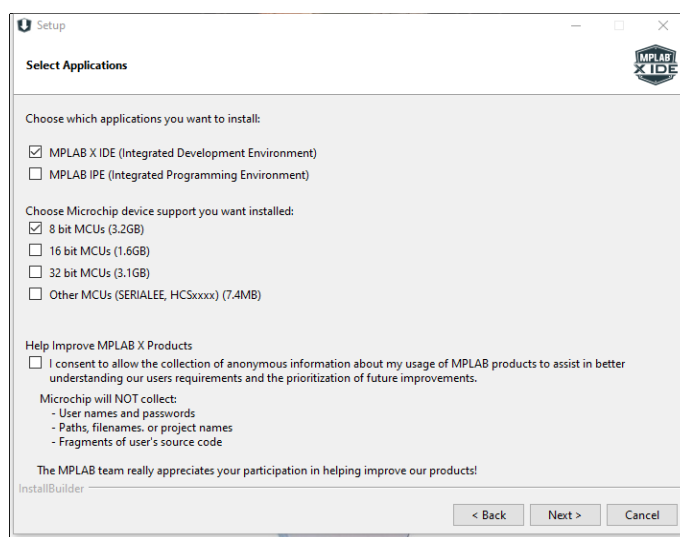 Setup
Select Applications
MPLAB
X IDE
Choose which applications you want to install:
MPLAB X IDE (Integrated Development Environment)
MPLAB IPE (Integrated Programming Environment)
Choose Microchip device support you want installed:
8 bit MCUs (3.2GB)
16 bit MCUs (1.6GB)
32 bit MCUs (3.1GB)
Other MCUs (SERIALEE, HCSxxxx) (7.4MB)
Help Improve MPLAB X Products
I consent to allow the collection of anonymous information about my usage of MPLAB products to assist in better
understanding our users requirements and the prioritization of future improvements.
Microchip will NOT collect:
- User names and passwords
- Paths, filenames. or project names
- Fragments of user's source code
The MPLAB team really appreciates your participation in helping improve our products!
InstallBuilder
< Back Next > Cancel